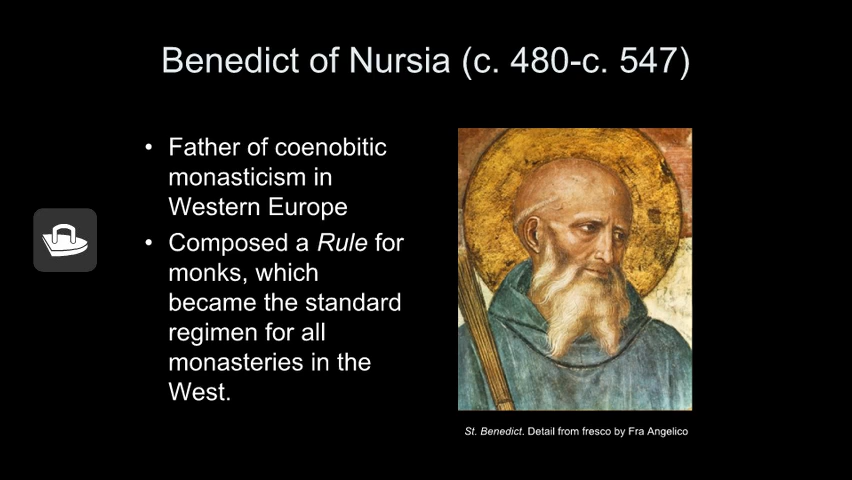 Benedict of Nursia (c. 480-c. 547)
• Father of coenobitic
monasticism in
Western Europe
• Composed a Rule for
monks, which
became the standard
regimen for all
monasteries in the
West.
St. Benedict. Detail from fresco by Fra Angelico